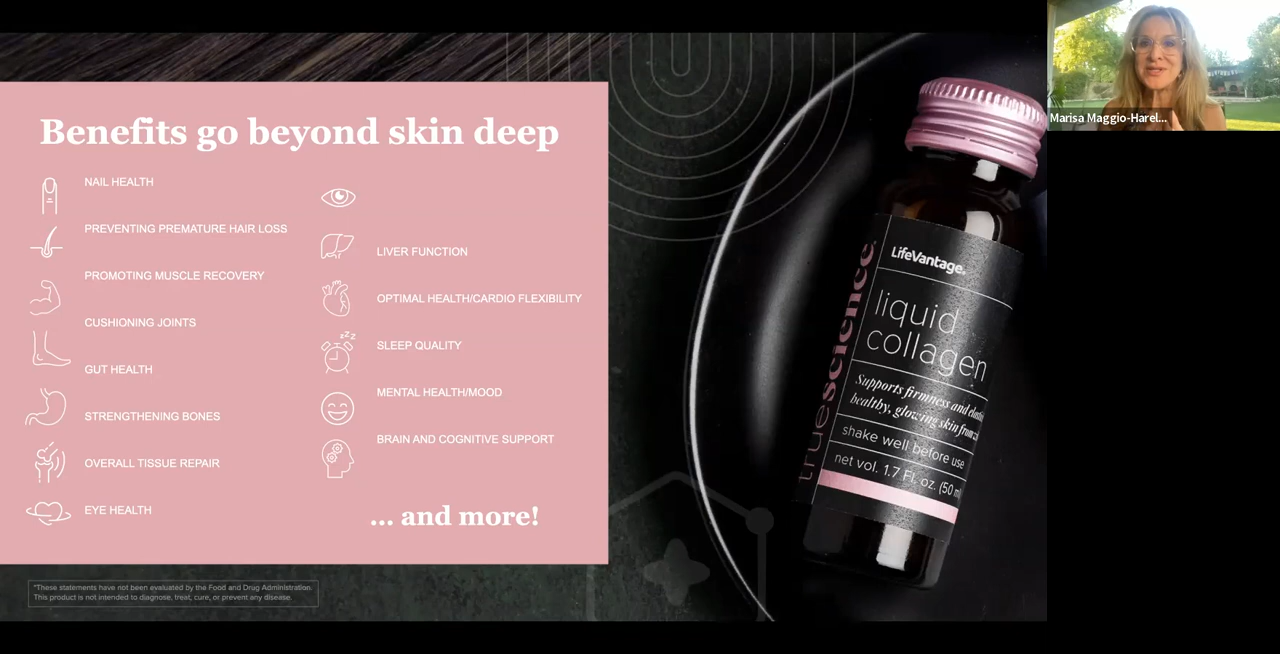 Benefits go beyond skin deep
NAIL HEALTH
PREVENTING PREMATURE HAIR LOSS
PROMOTING MUSCLE RECOVERY
CUSHIONING JOINTS
GUT HEALTH
STRENGTHENING BONES
OVERALL TISSUE REPAIR
EYE HEALTH
LIVER FUNCTION
OPTIMAL HEALTH/CARDIO FLEXIBILITY
zzZ
SLEEP QUALITY
MENTAL HEALTH/MOOD
BRAIN AND COGNITIVE SUPPORT
... and more!
*These statements have not been evaluated by the Food and Drug Administration.
This product is not intended to diagnose, treat, cure, or prevent any disease.
truescience
LifeVantage
liquid
collagen
Supports firmness and
healthy, glowing skin from
shake well before use
net vol. 1.7 Fl. oz. (50 m
Marisa Maggio-Harel...